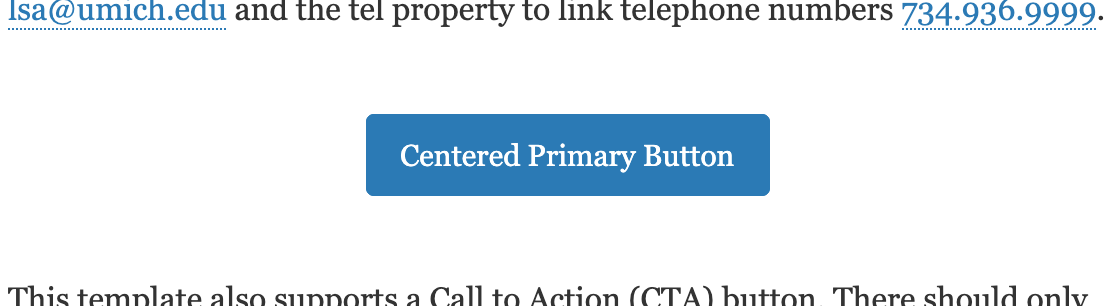 lsa@umich.edu and the tel property to link telephone numbers 734.936.9999.
Centered Primary Button
This template also supports a Call to Action (CTA) button. There should only